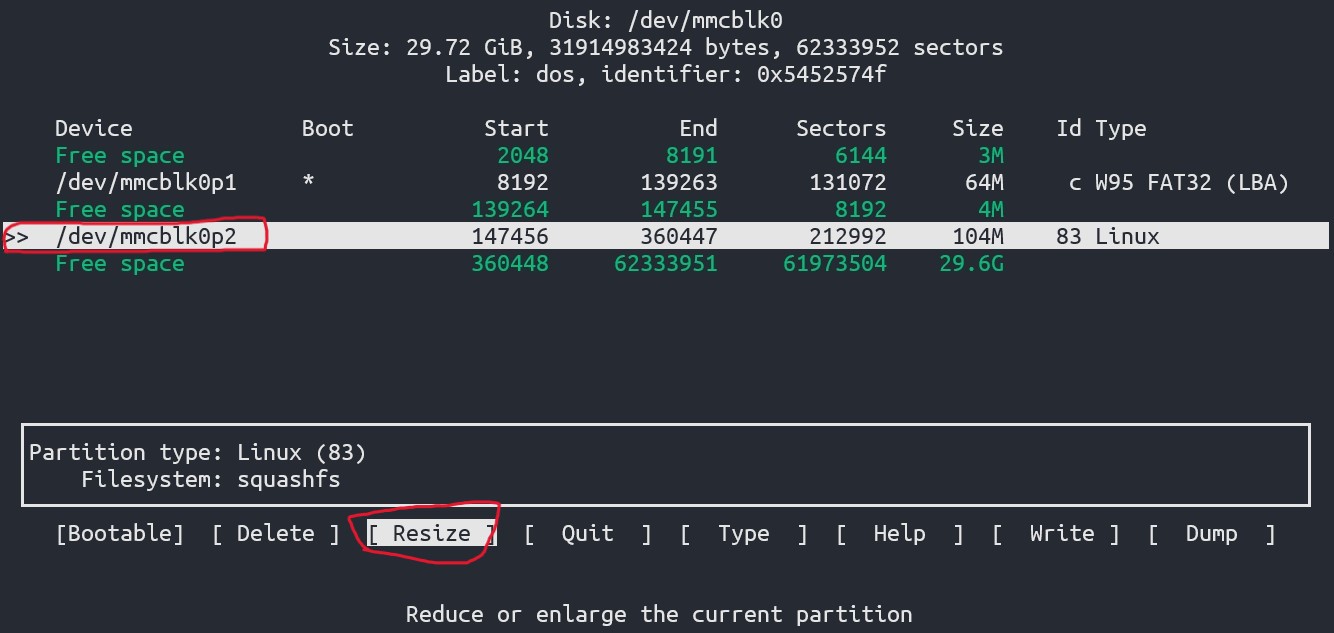 Disk: /dev/mmcblk0
Size: 29.72 GiB, 31914983424 bytes, 62333952 sectors
Label: dos, identifier: 0x5452574f
Device Boot Start End Sectors Size Id Type
Free space 2048 8191 6144 3M
/dev/mmcblk0p1 * 8192 139263 131072 64M c W95 FAT32 (LBA)
Free space 139264 147455 8192 4M
>> /dev/mmcblk0p2 147456 360447 212992 104M 83 Linux
Free space 360448 62333951 61973504 29.6G
Partition type: Linux (83)
Filesystem: squashfs
[Bootable] [ Delete ] [ Resize ] [ Quit ] [ Type ] [ Help ] [ Write ] [ Dump ]
Reduce or enlarge the current partition